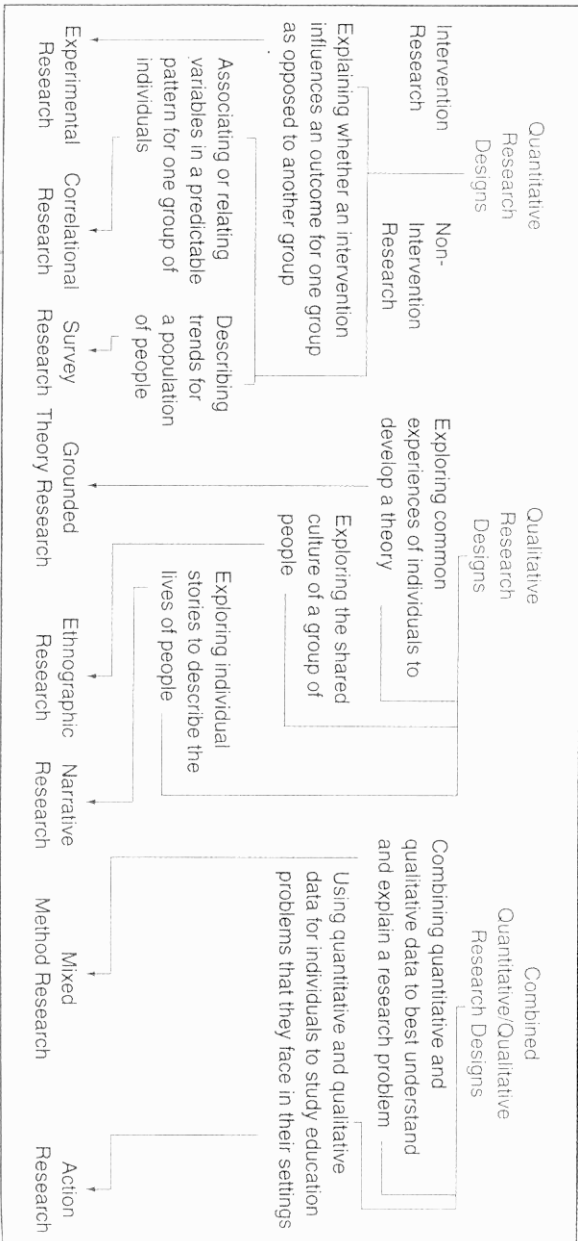 Quantitative
Research
Designs
Intervention
Research
Non-
Intervention
Research
Explaining whether an intervention
influences an outcome for one group
as opposed to another group
Associating or relating
variables in a predictable
pattern for one group of
individuals
Describing
trends for
a population
of people
Experimental
Research
Correlational
Research
Survey
Research
Grounded
Theory Research
Ethnographic
Research
Narrative
Research
Mixed
Method Research
Action
Research
Qualitative
Research
Designs
Exploring common
experiences of individuals to
develop a theory
Exploring the shared
culture of a group of
people
Exploring individual
stories to describe the
lives of people
Combined
Quantitative/Qualitative
Research Designs
Combining quantitative and
qualitative data to best understand
and explain a research problem
Using quantitative and qualitative
data for individuals to study education
problems that they face in their settings